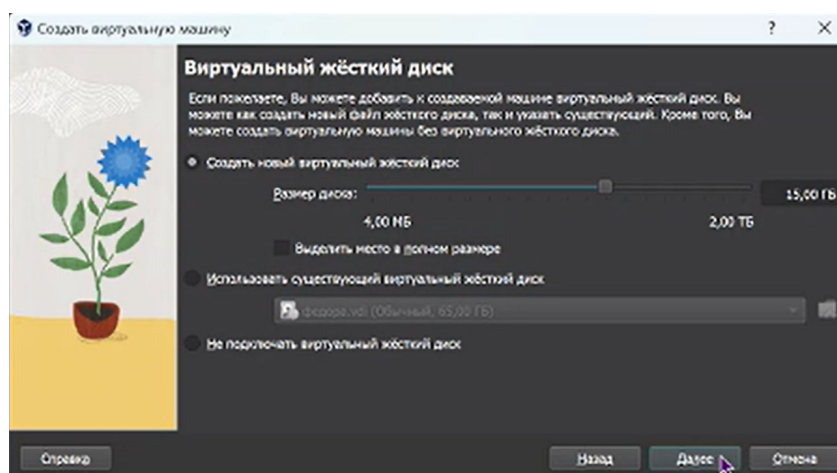 Создать виртуальную машину
?
Виртуальный жёсткий диск
Если пожелаете, Вы можете добавить к создаваемой машине виртуальный жёсткий диск. Вы
можете как создать новый файл жёсткого диска, так и указать существующий. Кроме того, Вы
можете создать виртуальную машины без виртуального жёсткого диска.
Создать новый виртуальный жёсткий диск
Размер диска:
15,00 ГБ
4,00 МБ 2,00 ТБ
Выделить место в полном размере
Использовать существующий виртуальный жёсткий диск
федора.vdi (Обычный, 65,00 ГБ)
Не подключать виртуальный жёсткий диск
Справка Назад Далее Отмена